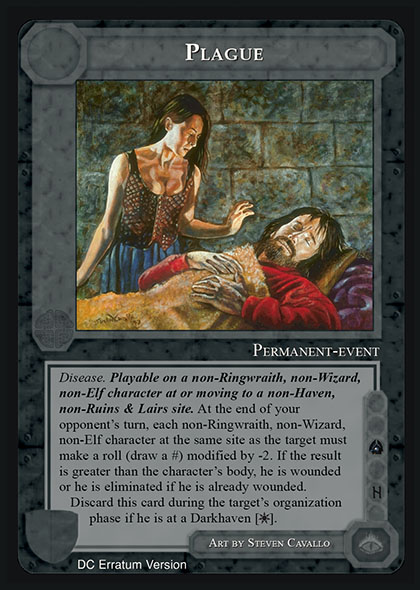 PLAGUE
PERMANENT-EVENT
Disease. Playable on a non-Ringwraith, non-Wizard,
non-Elf character at or moving to a non-Haven,
non-Ruins & Lairs site. At the end of your
opponent's turn, each non-Ringwraith, non-Wizard,
non-Elf character at the same site as the target must
make a roll (draw a #) modified by -2. If the result
is greater than the character's body, he is wounded
or he is eliminated if he is already wounded.
Discard this card during the target's organization
phase if he is at a Darkhaven [☀].
ART BY STEVEN CAVALLO
DC Erratum Version